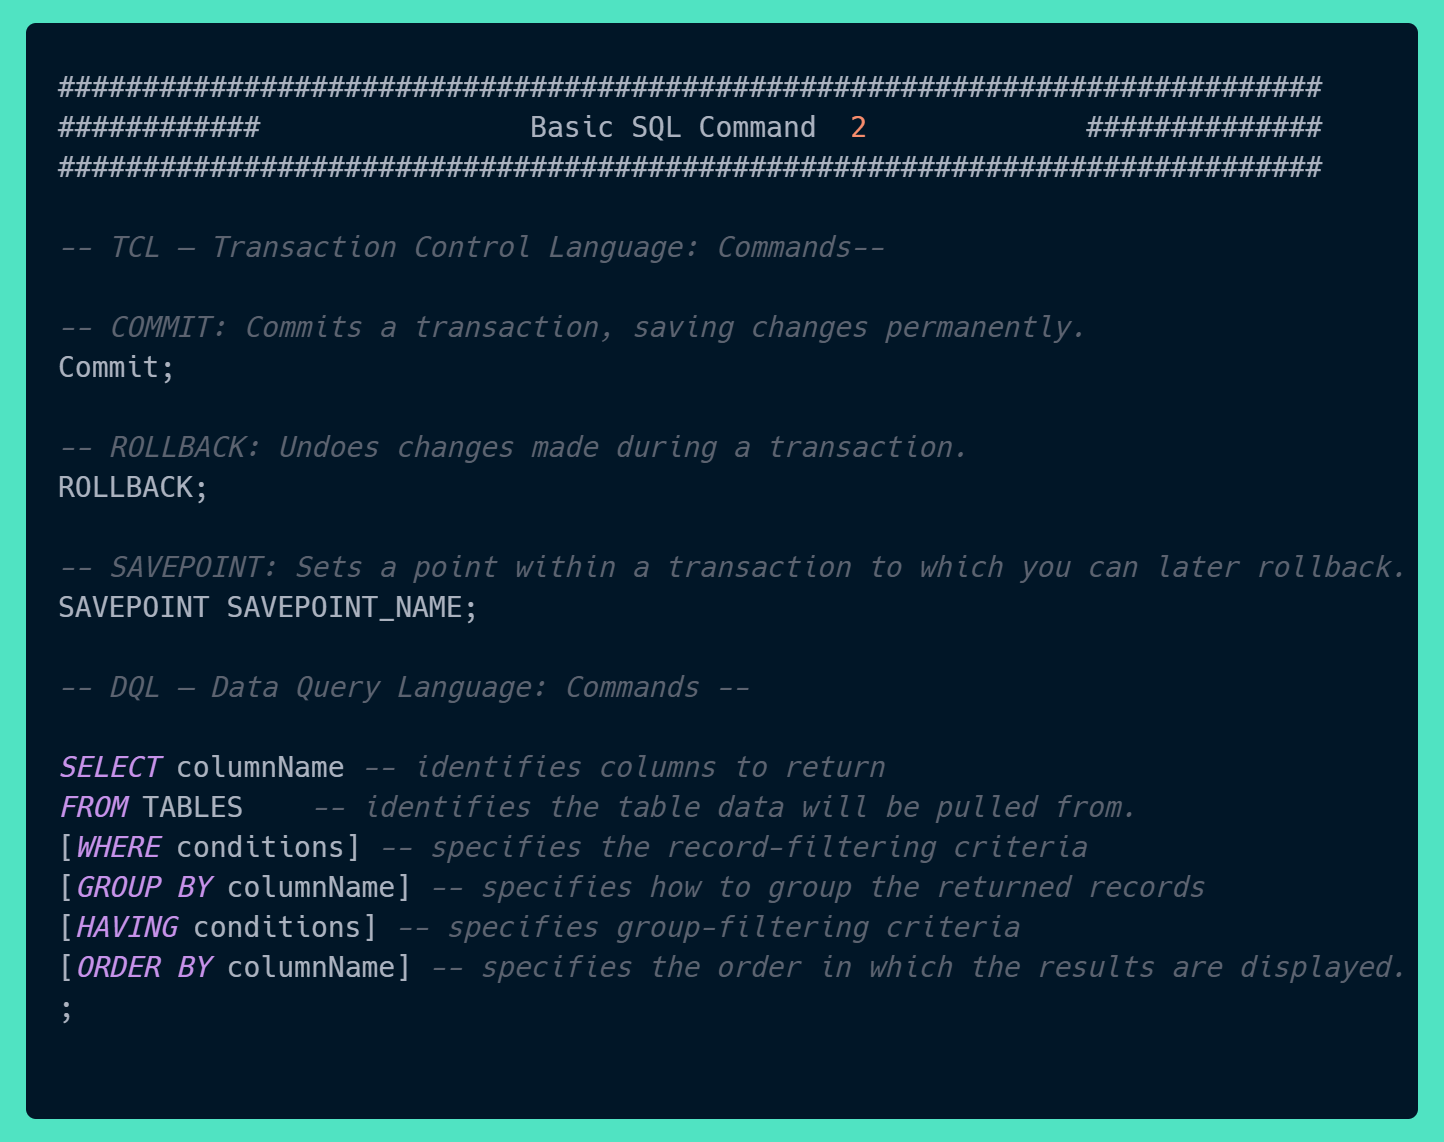 ###########################################################################
############                Basic SQL Command  2             ##############
###########################################################################
-- TCL – Transaction Control Language: Commands--
-- COMMIT: Commits a transaction, saving changes permanently.
Commit;
-- ROLLBACK: Undoes changes made during a transaction.
ROLLBACK;
-- SAVEPOINT: Sets a point within a transaction to which you can later rollback.
SAVEPOINT SAVEPOINT_NAME;
-- DQL – Data Query Language: Commands --
SELECT columnName -- identifies columns to return
FROM TABLES    -- identifies the table data will be pulled from.
[WHERE conditions] -- specifies the record-filtering criteria
[GROUP BY columnName] -- specifies how to group the returned records
[HAVING conditions] -- specifies group-filtering criteria
[ORDER BY columnName] -- specifies the order in which the results are displayed.
;